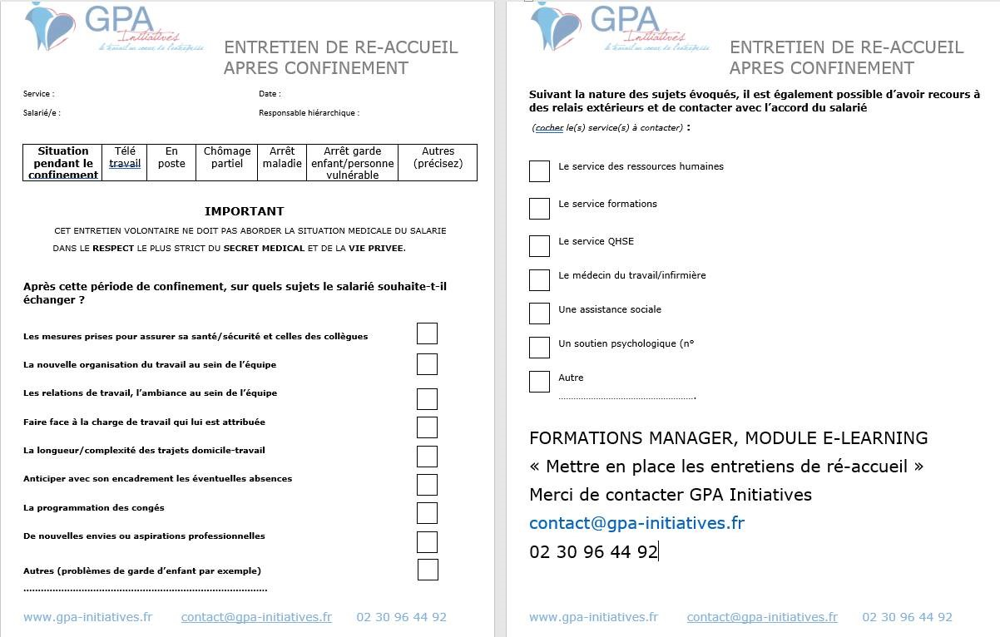 GPA
Initiatives
le travail au coeur de l'entreprise
ENTRETIEN DE RE-ACCUEIL
APRES CONFINEMENT
Service :
Date :
Salarié/e :
Responsable hiérarchique :
Situation pendant le confinement
Télé travail
En poste
Chômage partiel
Arrêt maladie
Arrêt garde enfant/personne vulnérable
Autres (précisez)
IMPORTANT
CET ENTRETIEN VOLONTAIRE NE DOIT PAS ABORDER LA SITUATION MEDICALE DU SALARIE
DANS LE RESPECT LE PLUS STRICT DU SECRET MEDICAL ET DE LA VIE PRIVEE.
Après cette période de confinement, sur quels sujets le salarié souhaite-t-il
échanger ?
Les mesures prises pour assurer sa santé/sécurité et celles des collègues
La nouvelle organisation du travail au sein de l’équipe
Les relations de travail, l’ambiance au sein de l’équipe
Faire face à la charge de travail qui lui est attribuée
La longueur/complexité des trajets domicile-travail
Anticiper avec son encadrement les éventuelles absences
La programmation des congés
De nouvelles envies ou aspirations professionnelles
Autres (problèmes de garde d’enfant par exemple)
....................................................................................
www.gpa-initiatives.fr contact@gpa-initiatives.fr 02 30 96 44 92
GPA
Initiatives
le travail au coeur de l'entreprise
ENTRETIEN DE RE-ACCUEIL
APRES CONFINEMENT
Suivant la nature des sujets évoqués, il est également possible d’avoir recours à
des relais extérieurs et de contacter avec l’accord du salarié
(cocher le(s) service(s) à contacter) :
Le service des ressources humaines
Le service formations
Le service QHSE
Le médecin du travail/infirmière
Une assistance sociale
Un soutien psychologique (n°
Autre
.......................................................
FORMATIONS MANAGER, MODULE E-LEARNING
« Mettre en place les entretiens de ré-accueil »
Merci de contacter GPA Initiatives
contact@gpa-initiatives.fr
02 30 96 44 92
www.gpa-initiatives.fr contact@gpa-initiatives.fr 02 30 96 44 92